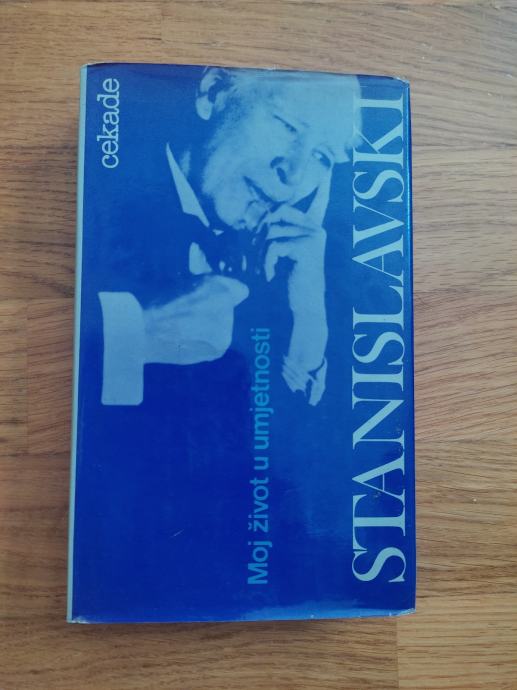 cekade
Moj život u umjetnosti
STANISLAVSKI